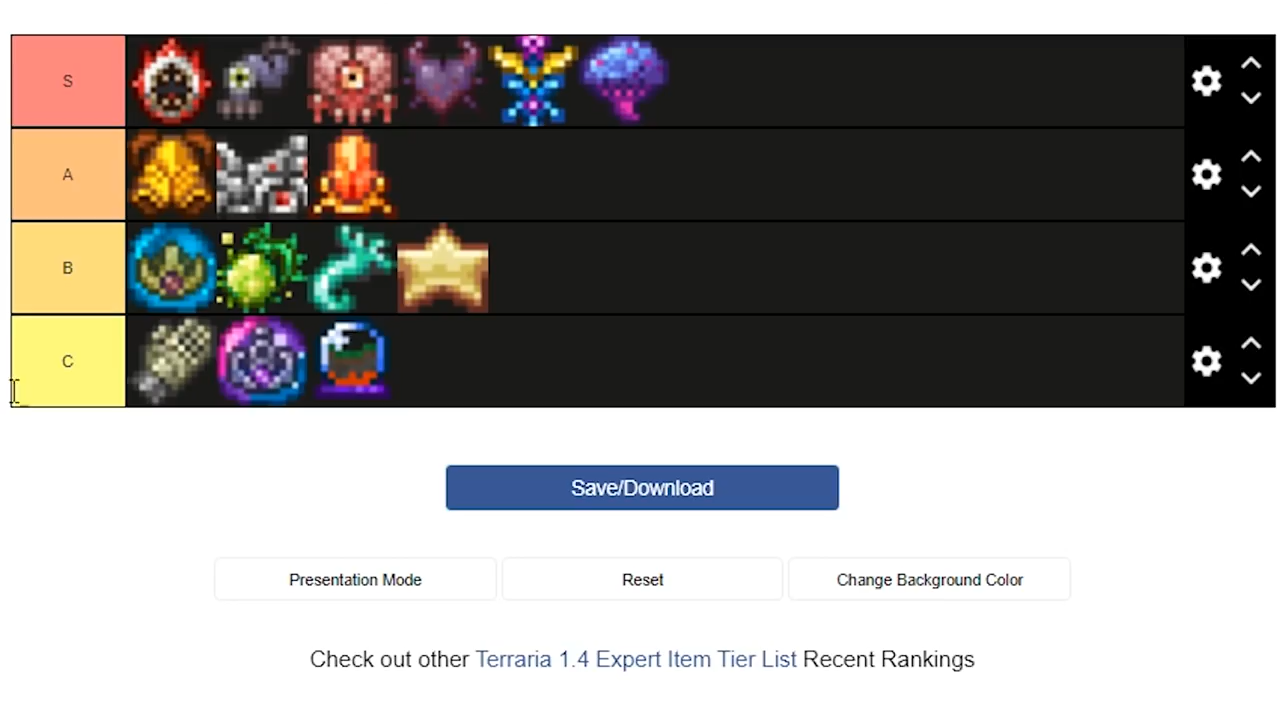 S
A
B
C
Save/Download
Presentation Mode
Reset
Change Background Color
Check out other Terraria 1.4 Expert Item Tier List Recent Rankings